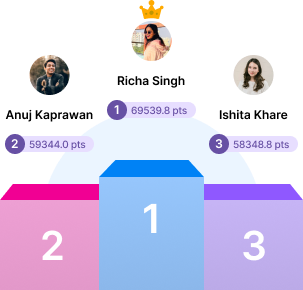 Richa Singh
1 69539.8 pts
Anuj Kaprawan
2 59344.0 pts
Ishita Khare
3 58348.8 pts
1
2
3